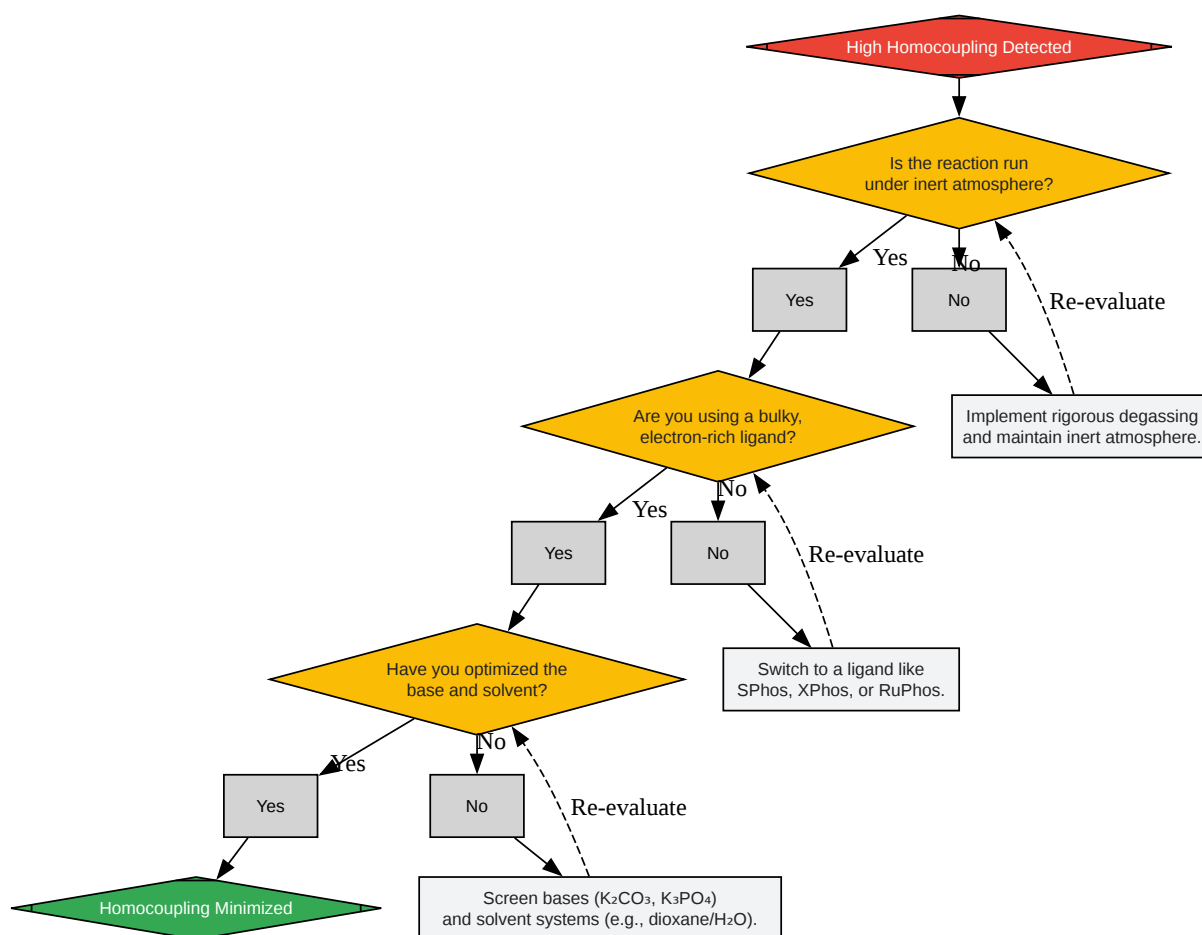 High Homocoupling Detected
Is the reaction run
under inert atmosphere?
Yes
No
Yes
No
Re-evaluate
Implement rigorous degassing
and maintain inert atmosphere.
Are you using a bulky,
electron-rich ligand?
Yes
No
Yes
No
Re-evaluate
Switch to a ligand like
SPhos, XPhos, or RuPhos.
Have you optimized the
base and solvent?
Yes
No
Yes
No
Re-evaluate
Screen bases (K₂CO₃, K₃PO₄)
and solvent systems (e.g., dioxane/H₂O).
Homocoupling Minimized